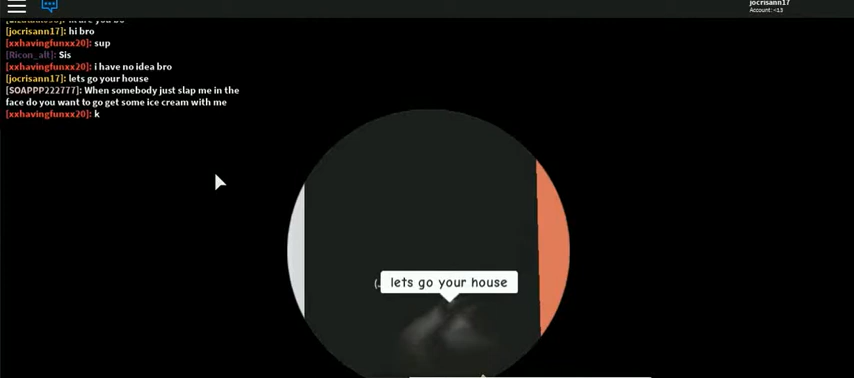 jocrisann17
Account: <13
[jocrisann17]: hi bro
[xxhavingfunxx20]: sup
[Ricon_alt]: Sis
[xxhavingfunxx20]: i have no idea bro
[jocrisann17]: lets go your house
[SOAPPP222777]: When somebody just slap me in the
face do you want to go get some ice cream with me
[xxhavingfunxx20]: k
lets go your house